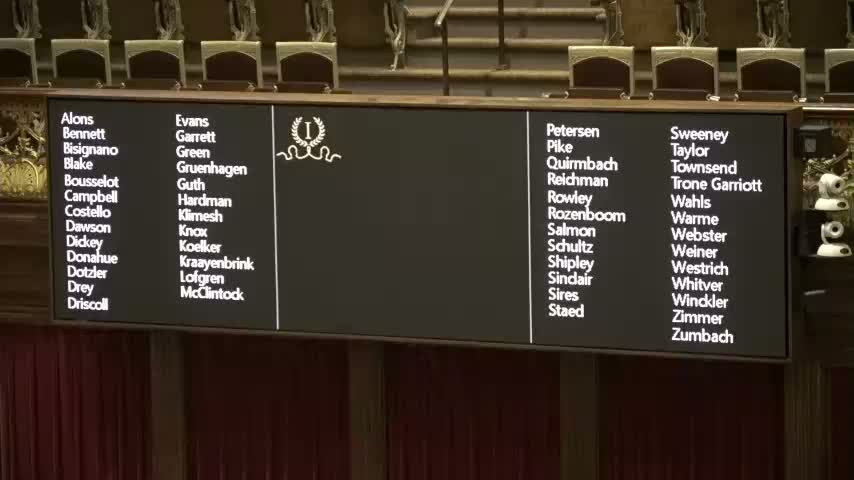 Alons
Bennett
Bisignano
Blake
Bousselot
Campbell
Costello
Dawson
Dickey
Donahue
Dotzler
Drey
Driscoll
Evans
Garrett
Green
Gruenhagen
Guth
Hardman
Klimesh
Knox
Koelker
Kraayenbrink
Lofgren
McClintock
I
Petersen
Pike
Quirmbach
Reichman
Rowley
Rozenboom
Salmon
Schultz
Shipley
Sinclair
Sires
Staed
Sweeney
Taylor
Townsend
Trone Garriott
Wahls
Warme
Webster
Weiner
Westrich
Whitver
Winckler
Zimmer
Zumbach